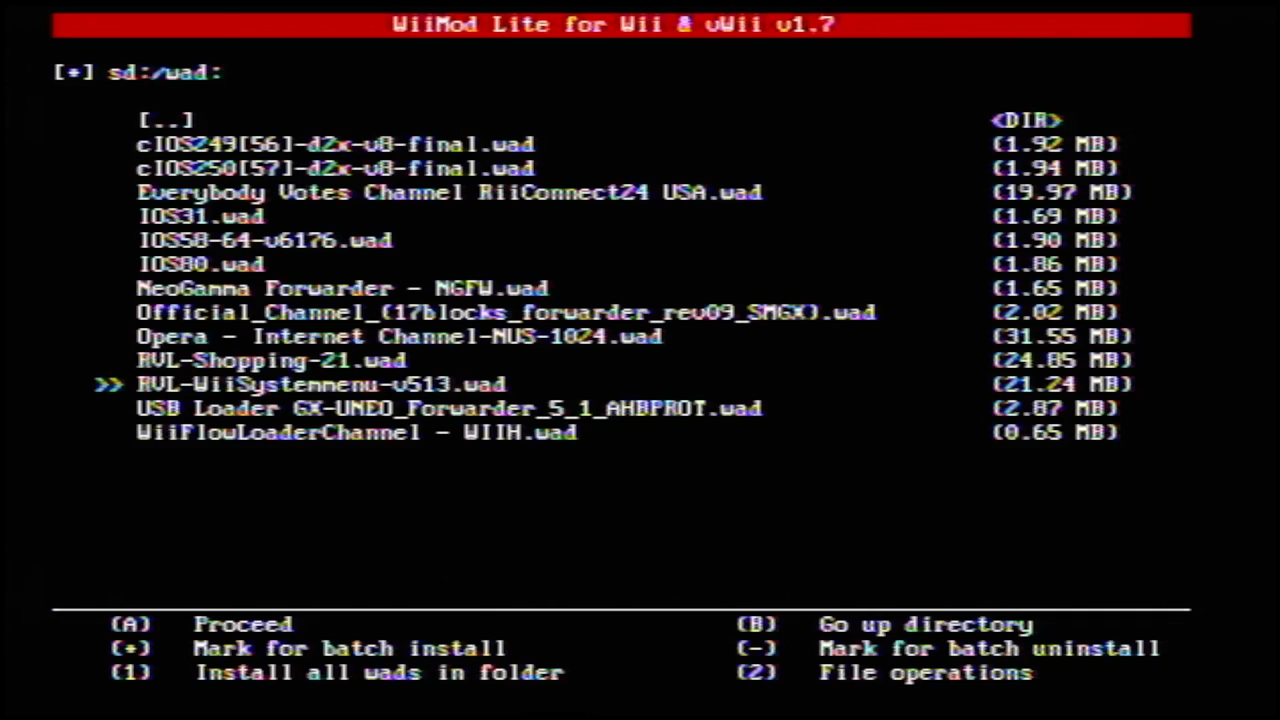 WiiMod Lite for Wii & vWii v1.7
[+] sd:/wad:
[..] <DIR>
cIOS249[56]-d2x-v8-final.wad (1.92 MB)
cIOS250[57]-d2x-v8-final.wad (1.94 MB)
Everybody Votes Channel RiiConnect24 USA.wad (19.97 MB)
IOS31.wad (1.69 MB)
IOS58-64-v6176.wad (1.90 MB)
IOS80.wad (1.86 MB)
NeoGamma Forwarder - NGFW.wad (1.65 MB)
Official_Channel_(17blocks_forwarder_rev09_SMGX).wad (2.02 MB)
Opera - Internet Channel-NUS-1024.wad (31.55 MB)
RVL-Shopping-21.wad (24.85 MB)
>> RVL-WiiSystemmenu-v513.wad (21.24 MB)
USB Loader GX-UNEO_Forwarder_5_1_AHBPROT.wad (2.87 MB)
WiiFlowLoaderChannel - WIIH.wad (0.65 MB)
(A) Proceed (B) Go up directory
(+) Mark for batch install (-) Mark for batch uninstall
(1) Install all wads in folder (2) File operations